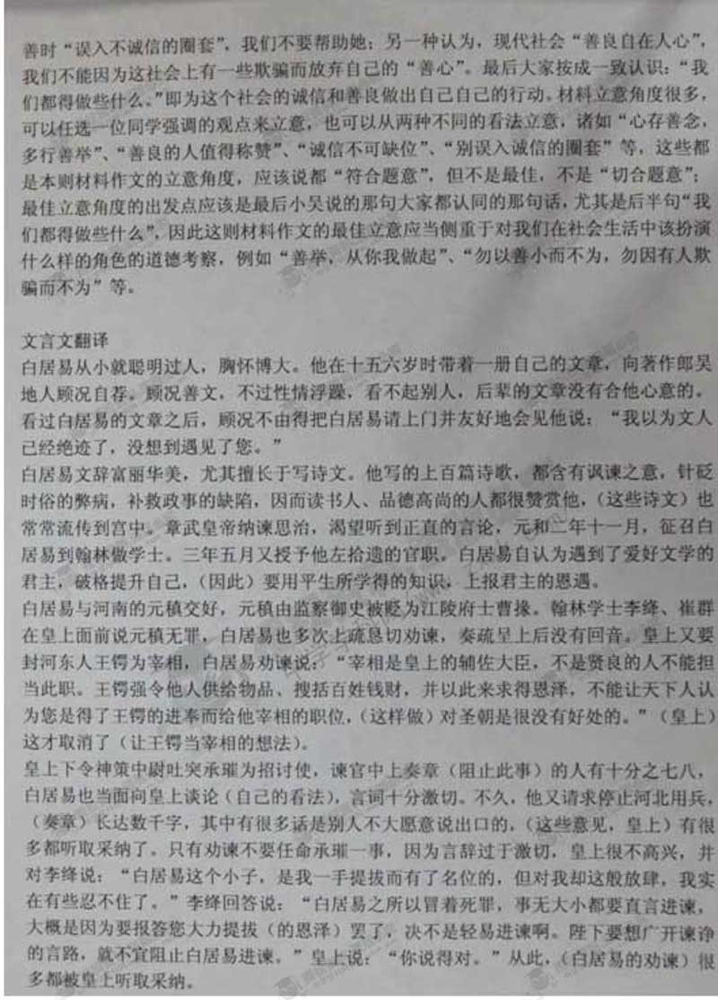 善时“误入不诚信的圈套”，我们不要帮助她；另一种认为，现代社会“善良自在人心”，
我们不能因为这社会上有一些欺骗而放弃自己的“善心”。最后大家按成一致认识：“我
们都得做些什么。”即为这个社会的诚信和善良做出自己自己的行动。材料立意角度很多，
可以任选一位同学强调的观点来立意，也可以从两种不同的看法立意，诸如“心存善念，
多行善举”、“善良的人值得称赞”、“诚信不可缺位”、“别误入诚信的圈套”等，这些都
是本则材料作文的立意角度，应该说都“符合题意”，但不是最佳，不是“切合题意”；
最佳立意角度的出发点应该是最后小吴说的那句大家都认同的那句话，尤其是后半句“我
们都得做些什么”，因此这则材料作文的最佳立意应当侧重于对我们在社会生活中该扮演
什么样的角色的道德考察，例如“善举，从你我做起”、“勿以善小而不为，勿因有人欺
骗而不为”等。
文言文翻译
白居易从小就聪明过人，胸怀博大。他在十五六岁时带着一册自己的文章，向著作郎吴
地人顾况自荐。顾况善文，不过性情浮躁，看不起别人，后辈的文章没有合他心意的。
看过白居易的文章之后，顾况不由得把白居易请上门并友好地会见他说：“我以为文人
已经绝迹了，没想到遇见了您。”
白居易文辞富丽华美，尤其擅长于写诗文。他写的上百篇诗歌，都含有讽谏之意，针砭
时俗的弊病，补救政事的缺陷，因而读书人、品德高尚的人都很赞赏他，（这些诗文）也
常常流传到宫中。章武皇帝纳谏思治，渴望听到正直的言论，元和二年十一月，征召白
居易到翰林做学士。三年五月又授予他左拾遗的官职。白居易自认为遇到了爱好文学的
君主，破格提升自己，（因此）要用平生所学得的知识，上报君主的恩遇。
白居易与河南的元稹交好，元稹由监察御史被贬为江陵府士曹掾。翰林学士李绛、崔群
在皇上面前说元稹无罪，白居易也多次上疏恳切劝谏，奏疏呈上后没有回音。皇上又要
封河东人王锷为宰相，白居易劝谏说：“宰相是皇上的辅佐大臣，不是贤良的人不能担
当此职。王锷强令他人供给物品、搜括百姓钱财，并以此来求得恩泽，不能让天下人认
为您是得了王锷的进奉而给他宰相的职位，（这样做）对圣朝是很没有好处的。”（皇上）
这才取消了（让王锷当宰相的想法）。
皇上下令神策中尉吐突承璀为招讨使，谏官中上奏章（阻止此事）的人有十分之七八，
白居易也当面向皇上谈论（自己的看法），言词十分激切。不久，他又请求停止河北用兵，
（奏章）长达数千字，其中有很多话是别人不大愿意说出口的，（这些意见，皇上）有很
多都听取采纳了。只有劝谏不要任命承璀一事，因为言辞过于激切，皇上很不高兴，并
对李绛说：“白居易这个小子，是我一手提拔而有了名位的，但对我却这般放肆，我实
在有些忍不住了。”李绛回答说：“白居易之所以冒着死罪，事无大小都要直言进谏，
大概是因为要报答您大力提拔（的恩泽）罢了，决不是轻易进谏啊。陛下要想广开谏诤
的言路，就不宜阻止白居易进谏。”皇上说：“你说得对。”从此，（白居易的劝谏）很
多都被皇上听取采纳。